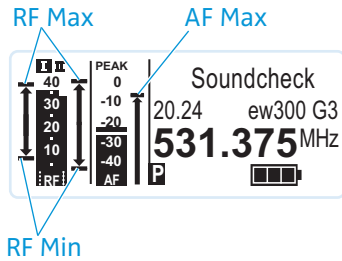 RF Max
AF Max
I II
PEAK
40
30
20
10
RF
0
-10
-20
-30
-40
AF
Soundcheck
20.24 ew300 G3
531.375MHz
P
RF Min